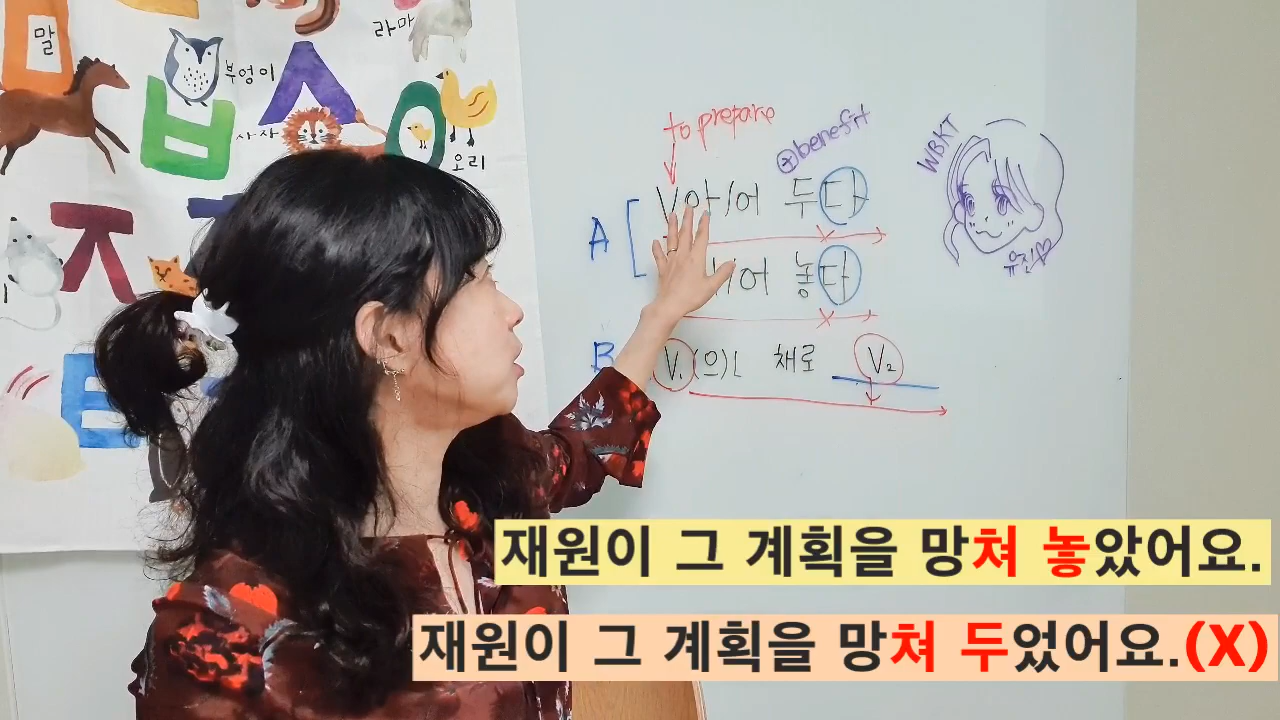 말
라마
부엉이
사자
오리
to prepare
*benefit
WBKT
A
V아/어 두다
/어 놓다
유진
B
V₁ (으)ㄴ 채로 V₂
재원이 그 계획을 망쳐 놓았어요.
재원이 그 계획을 망쳐 두었어요.(X)